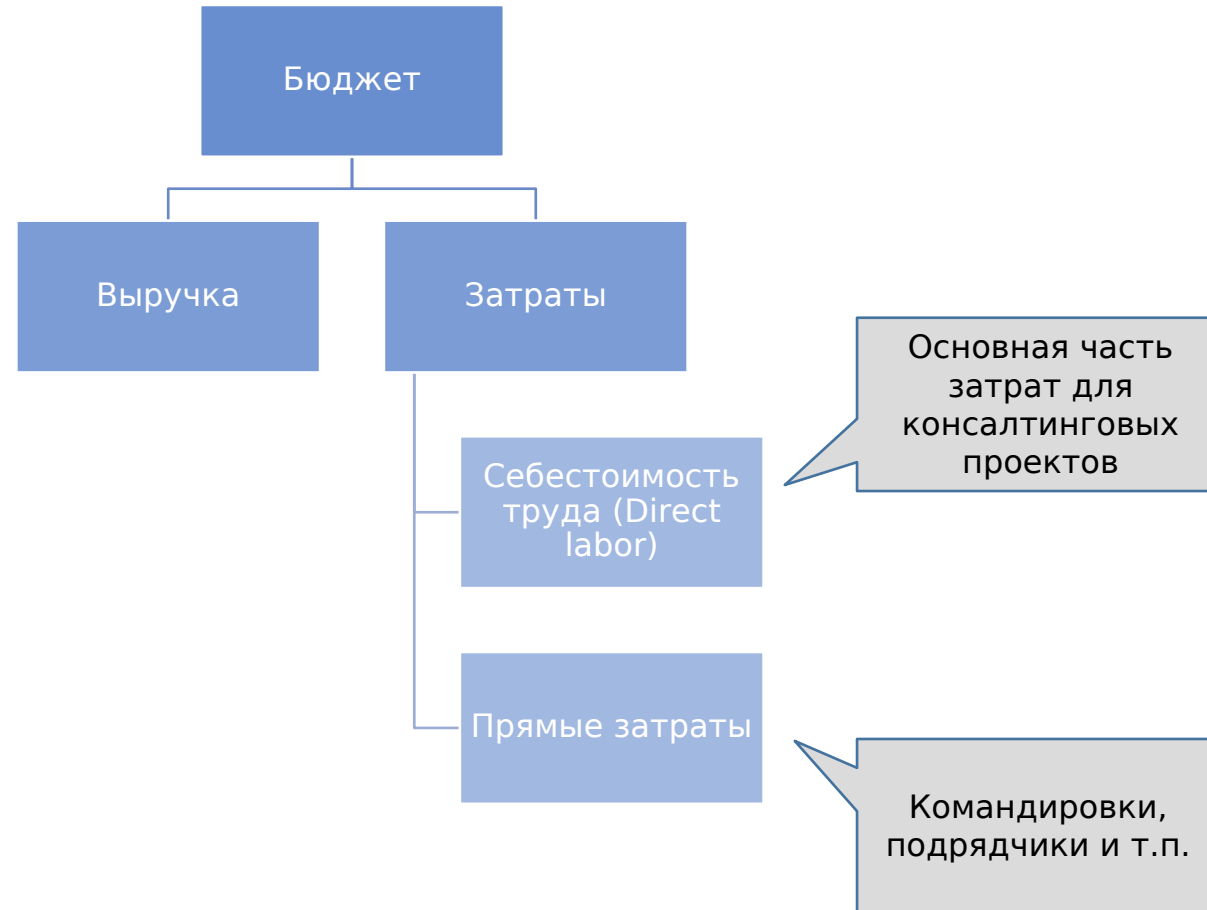 Бюджет
Выручка
Затраты
Основная часть
затрат для
консалтинговых
проектов
Себестоимость
труда (Direct
labor)
Прямые затраты
Командировки,
подрядчики и т.п.